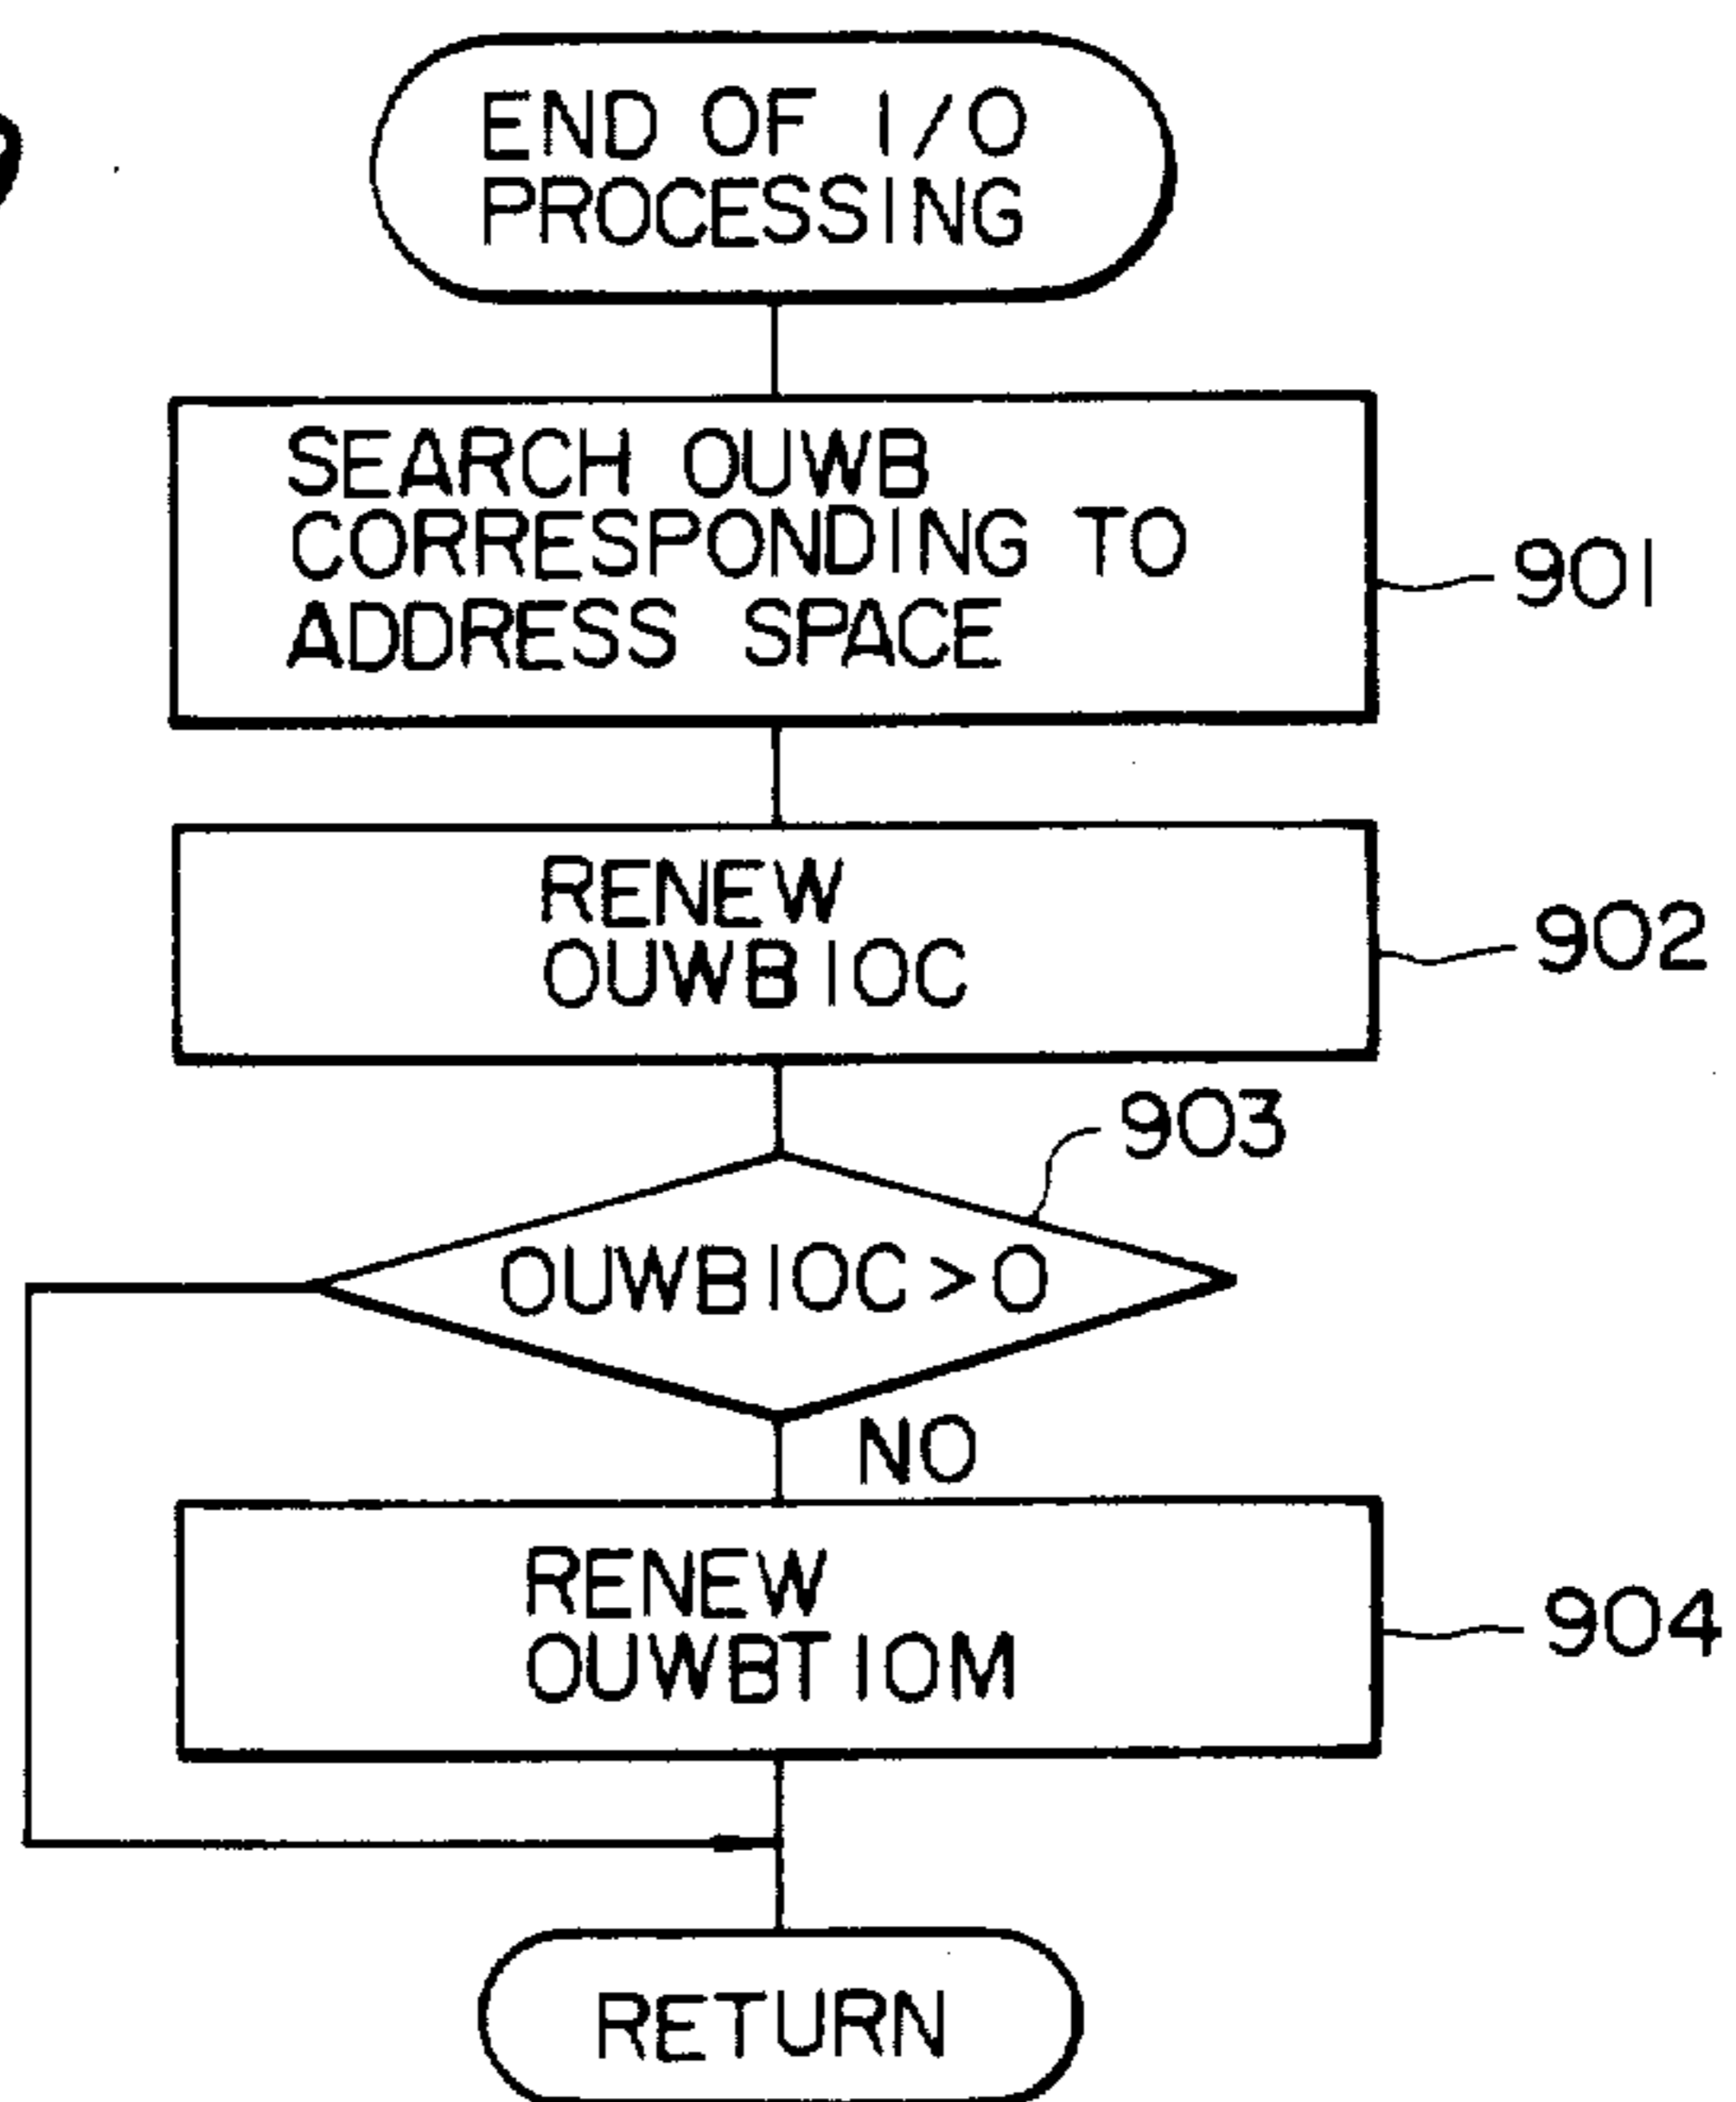 END OF I/O
PROCESSING
SEARCH OUWB
CORRESPONDING TO
ADDRESS SPACE
901
RENEW
OUWBIOC
902
903
OUWBIOC>0
NO
RENEW
OUWBTIOM
904
RETURN